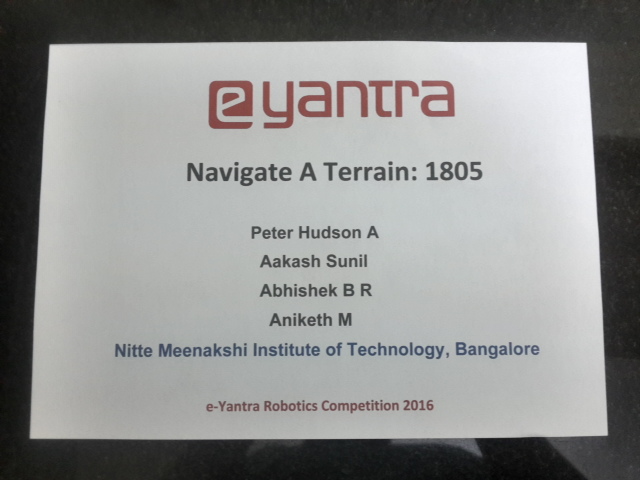 e yantra
Navigate A Terrain: 1805
Peter Hudson A
Aakash Sunil
Abhishek B R
Aniketh M
Nitte Meenakshi Institute of Technology, Bangalore
e-Yantra Robotics Competition 2016